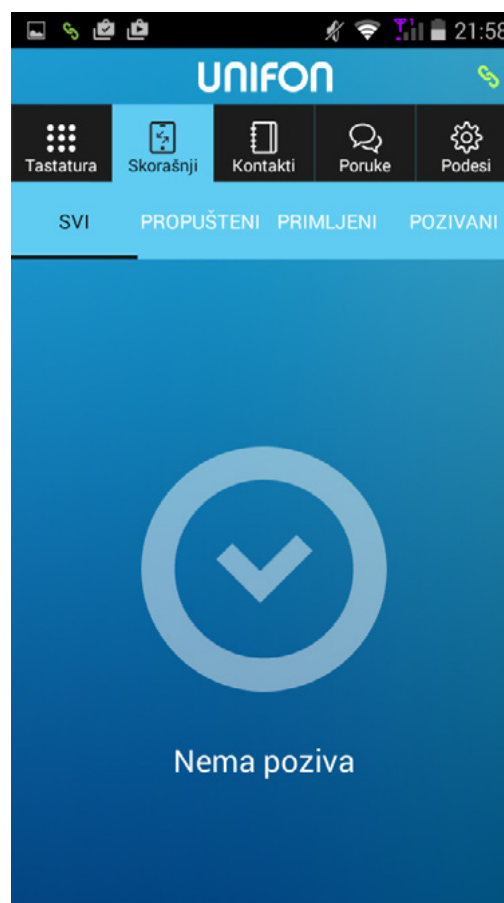 21:58
UNIFON
Tastatura Skorašnji Kontakti Poruke Podesi
SVI PROPUŠTENI PRIMLJENI POZIVANI
Nema poziva